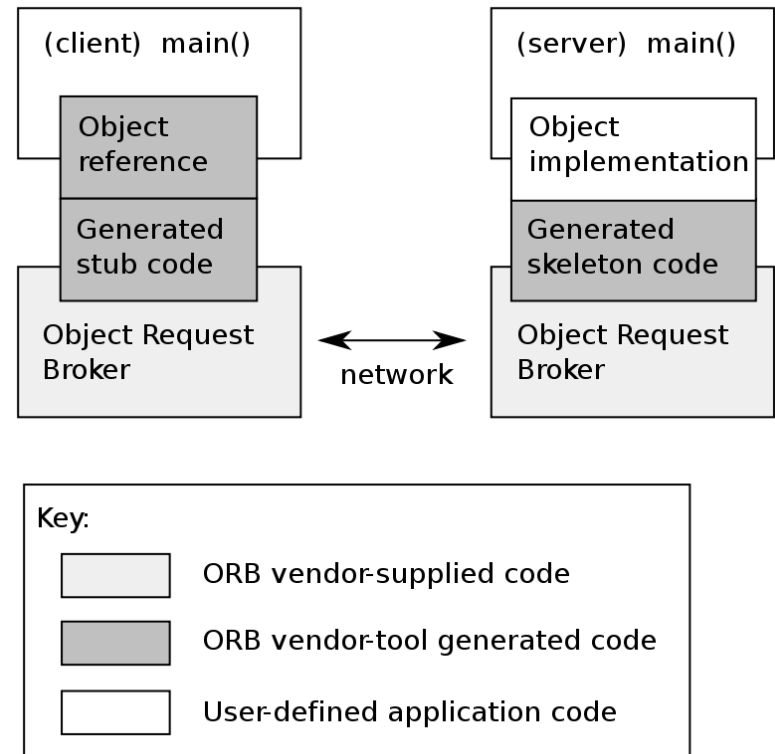 (client) main()
Object
reference
Generated
stub code
Object Request
Broker
network
(server) main()
Object
implementation
Generated
skeleton code
Object Request
Broker
Key:
ORB vendor-supplied code
ORB vendor-tool generated code
User-defined application code